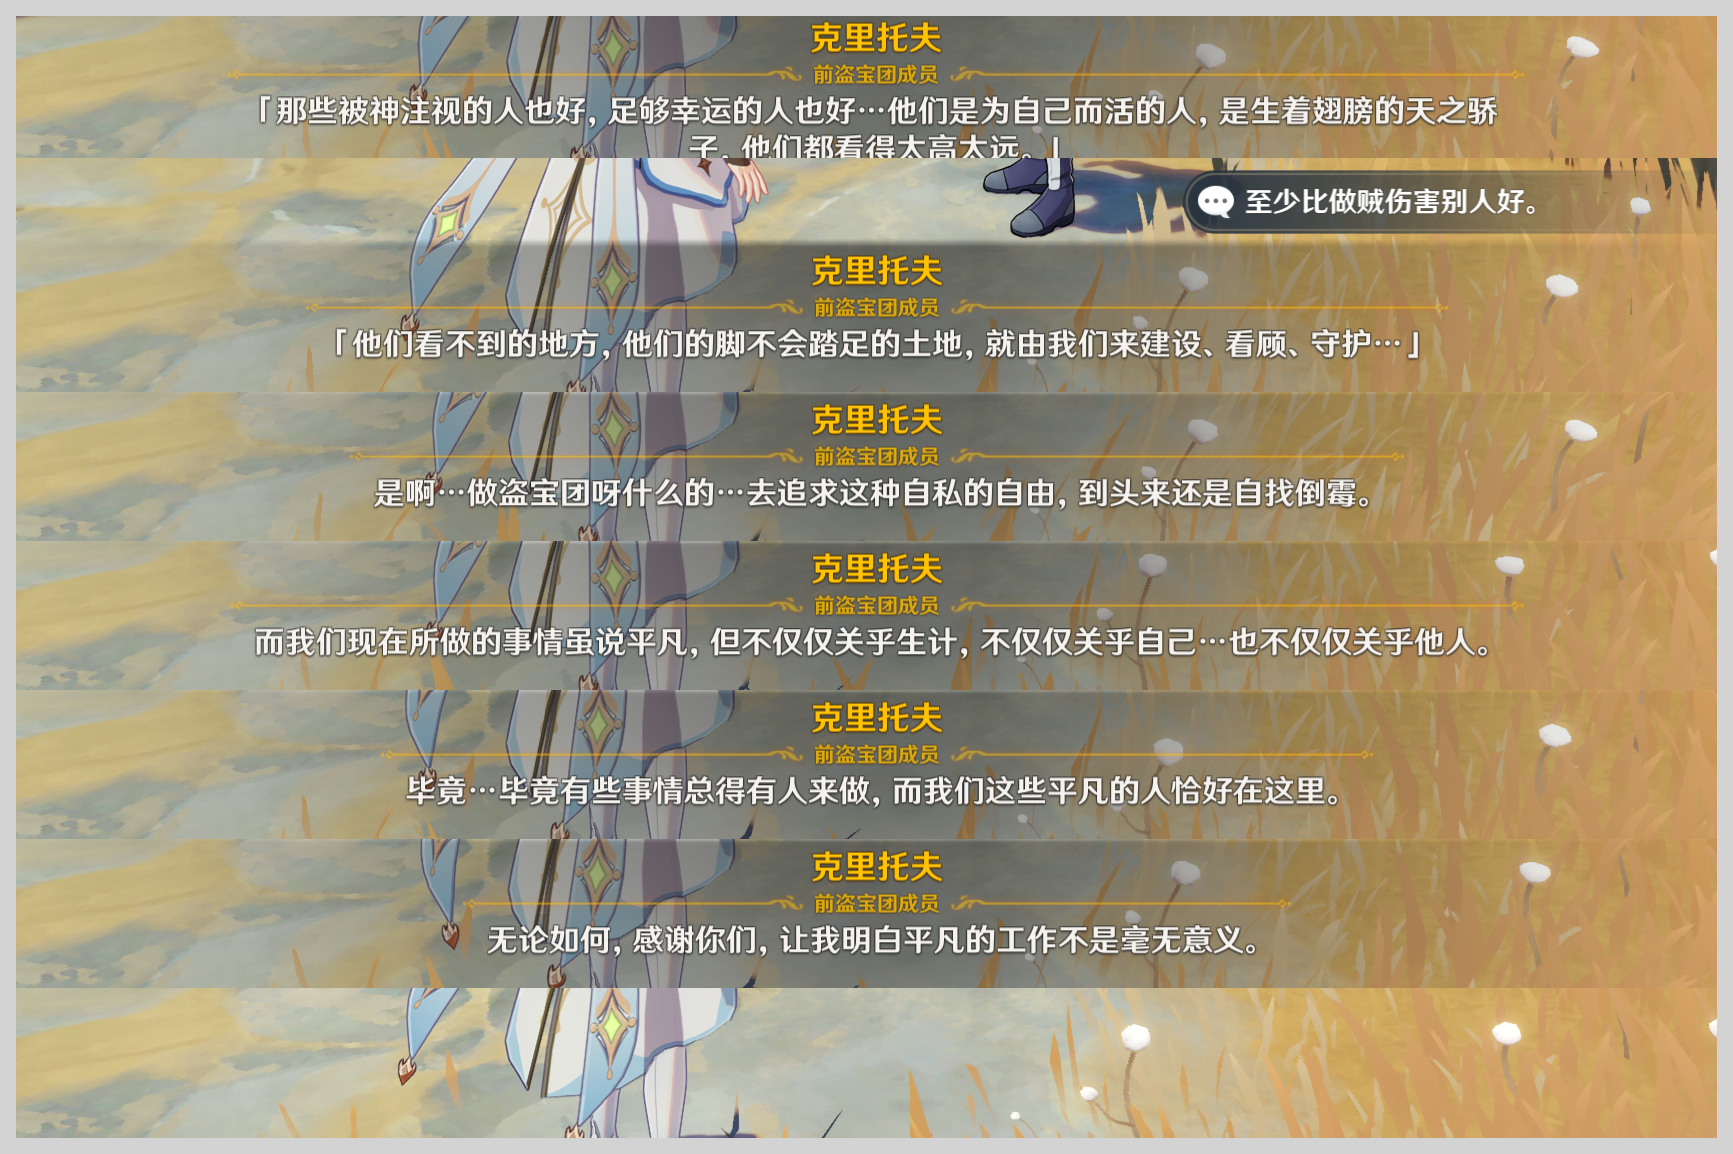 克里托夫
前盗宝团成员
「那些被神注视的人也好，足够幸运的人也好…他们是为自己而活的人，是生着翅膀的天之骄
子，他们都看得太高太远。」
至少比做贼伤害别人好。
克里托夫
前盗宝团成员
「他们看不到的地方，他们的脚不会踏足的土地，就由我们来建设、看顾、守护…」
克里托夫
前盗宝团成员
是啊…做盗宝团呀什么的…去追求这种自私的自由，到头来还是自找倒霉。
克里托夫
前盗宝团成员
而我们现在所做的事情虽说平凡，但不仅仅关乎生计，不仅仅关乎自己…也不仅仅关乎他人。
克里托夫
前盗宝团成员
毕竟…毕竟有些事情总得有人来做，而我们这些平凡的人恰好在这里。
克里托夫
前盗宝团成员
无论如何，感谢你们，让我明白平凡的工作不是毫无意义。